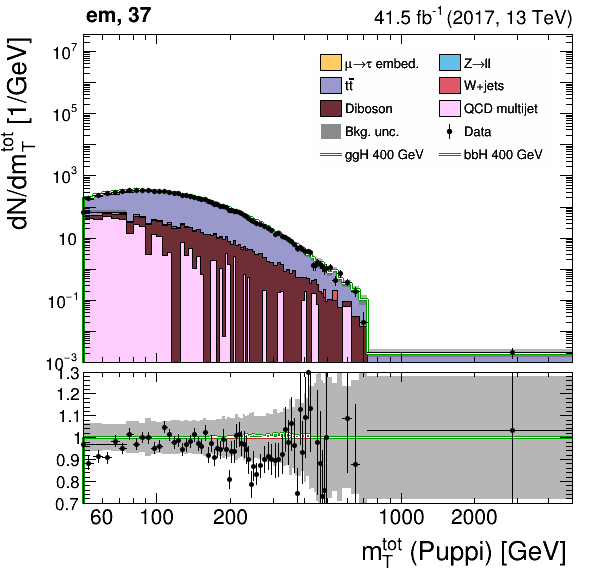 em, 37 41.5 fb⁻¹ (2017, 13 TeV)
dN/dm_T^tot [1/GeV]
10⁷
10⁵
10³
10
10⁻¹
10⁻³
μ→τ embed. Z→ll
tt̄ W+jets
Diboson QCD multijet
Bkg. unc. Data
ggH 400 GeV bbH 400 GeV
1.3
1.2
1.1
1
0.9
0.8
0.7
60 100 200 1000 2000
m_T^tot (Puppi) [GeV]